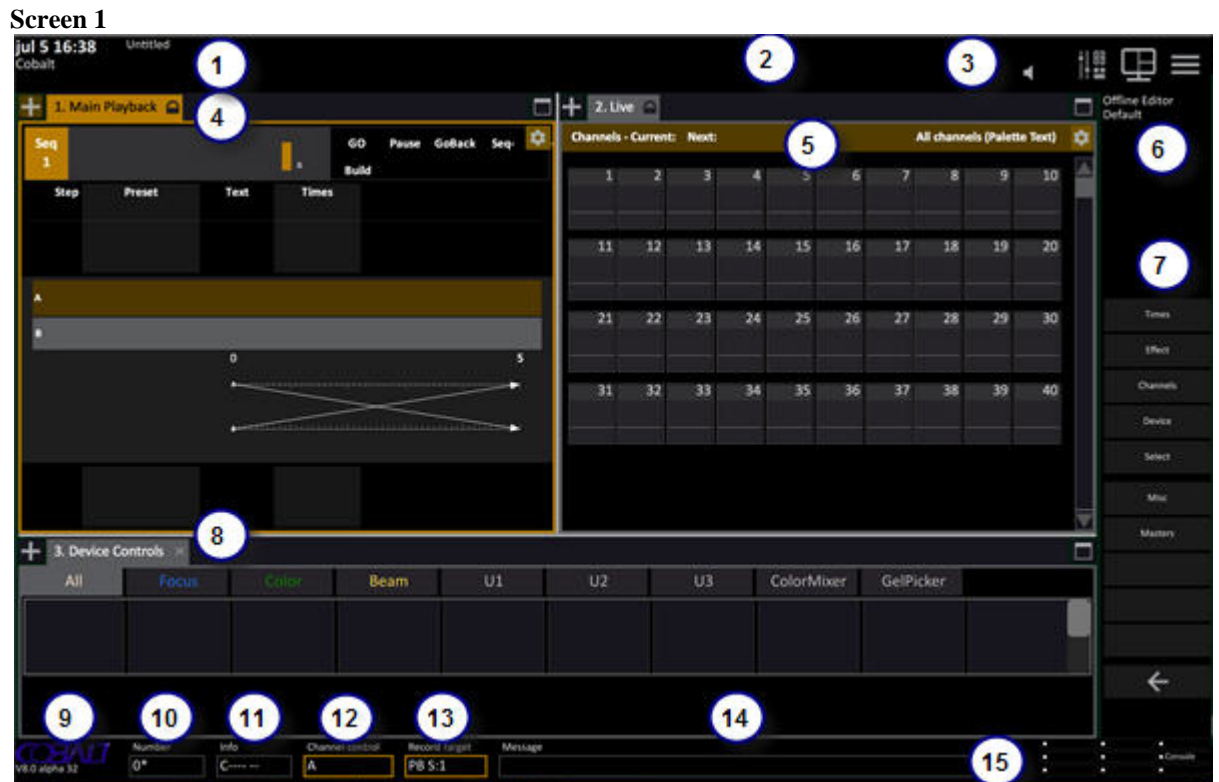 Screen 1
jul 5 16:38 Untitled
Cobalt
1
2
3
1. Main Playback
4
2. Live
Offline Editor
Default
Seq
1
s
GO Pause GoBack Seq-
Build
Channels - Current: Next:
5
All channels (Palette Text)
6
Step Preset Text Times
1 2 3 4 5 6 7 8 9 10
11 12 13 14 15 16 17 18 19 20
7
A
B
0 5
21 22 23 24 25 26 27 28 29 30
31 32 33 34 35 36 37 38 39 40
Times
Effect
Channels
Device
Select
Misc
Masters
8
3. Device Controls ×
All Focus Color Beam U1 U2 U3 ColorMixer GelPicker
9 10 11 12 13 14
COBALT
V8.0 alpha 32
Number
0*
Info
C---- --
Channel control
A
Record target
PB S:1
Message
15
Console